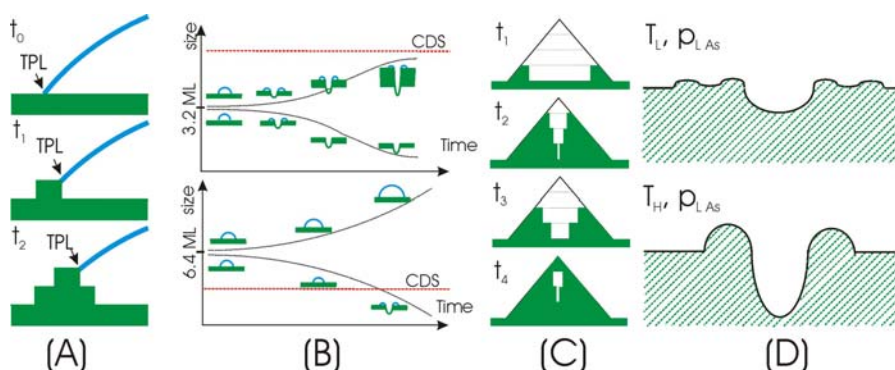 t0
TPL
t1
TPL
t2
TPL
(A)
size
CDS
3.2 ML
Time
size
6.4 ML
CDS
Time
(B)
t1
t2
t3
t4
(C)
TL, pL As
TH, pL As
(D)